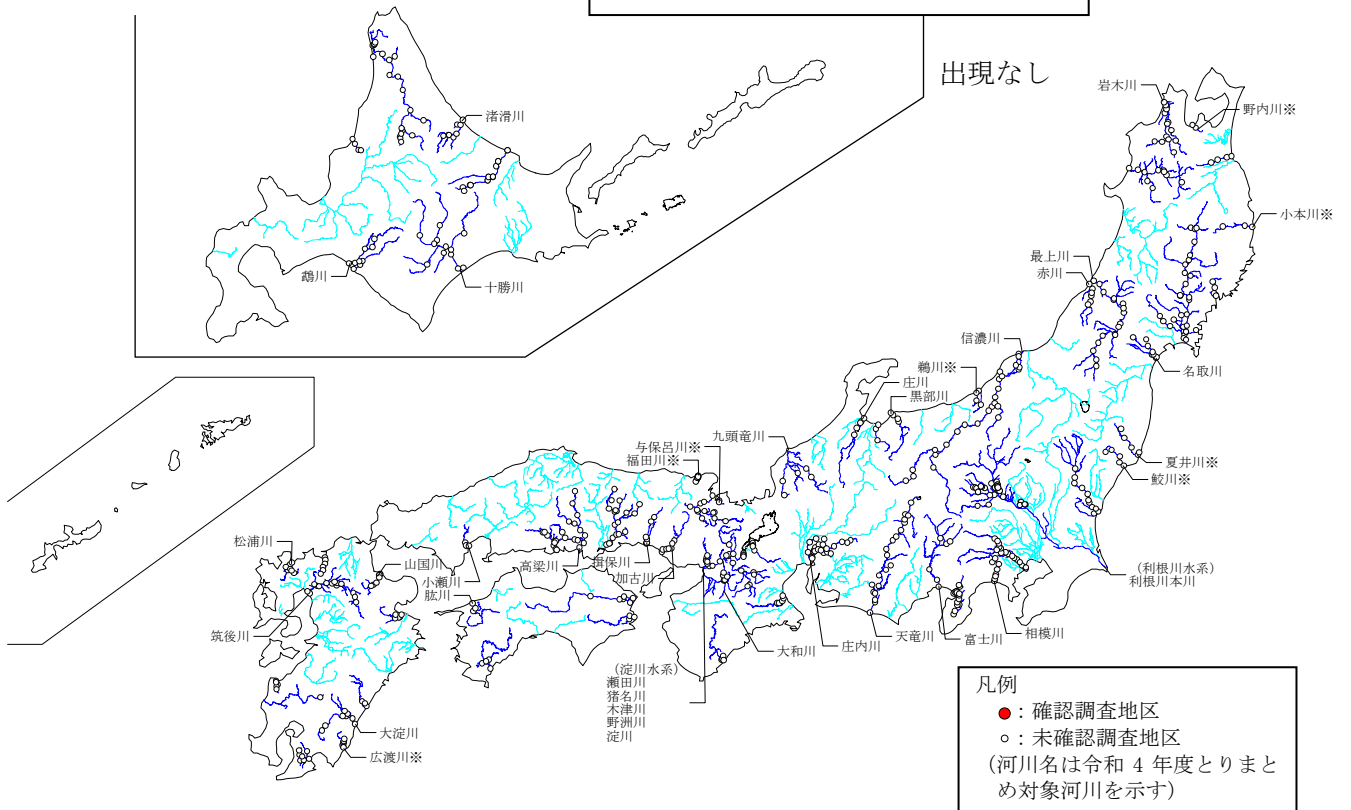 出現なし
渚滑川
鵡川
十勝川
岩木川
野内川※
小本川※
最上川
赤川
信濃川
名取川
鵜川※
庄川
黒部川
九頭竜川
与保呂川※
福田川※
夏井川※
鮫川※
松浦川
山国川
小瀬川
肱川
高梁川
揖保川
加古川
筑後川
(利根川水系)
利根川本川
相模川
富士川
天竜川
庄内川
大和川
(淀川水系)
瀬田川
猪名川
木津川
野洲川
淀川
大淀川
広渡川※
凡例
●：確認調査地区
○：未確認調査地区
(河川名は令和 4 年度とりまと
め対象河川を示す)